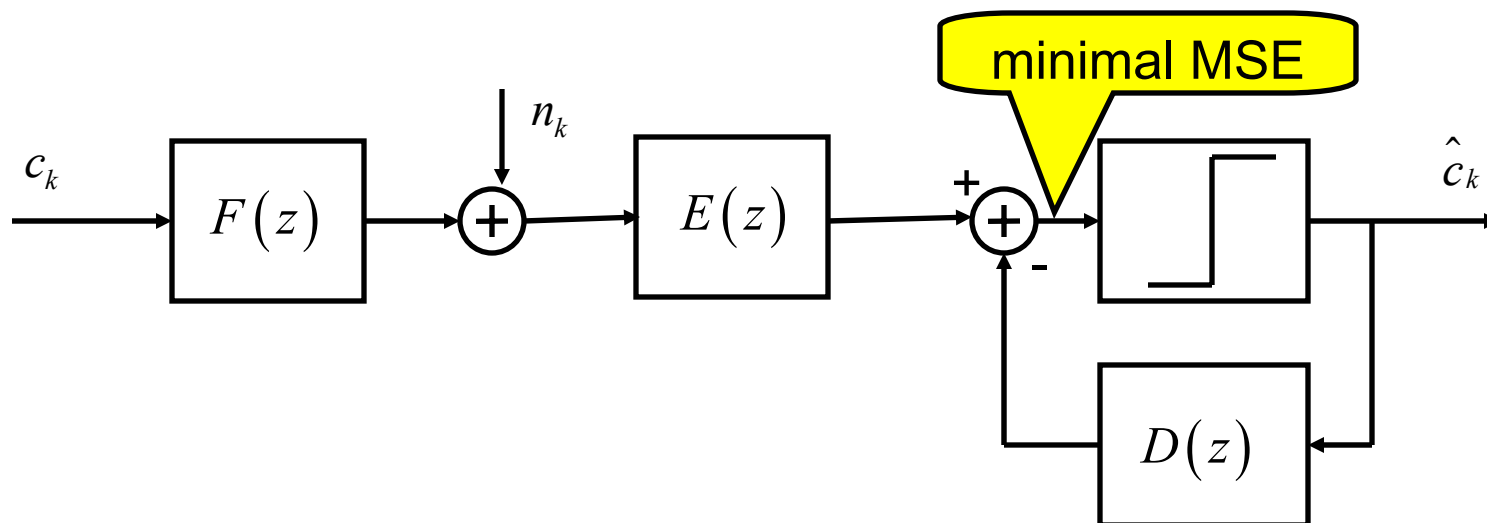 minimal MSE
n_k
c_k
F(z)
+
E(z)
+
+
-
ĉ_k
D(z)